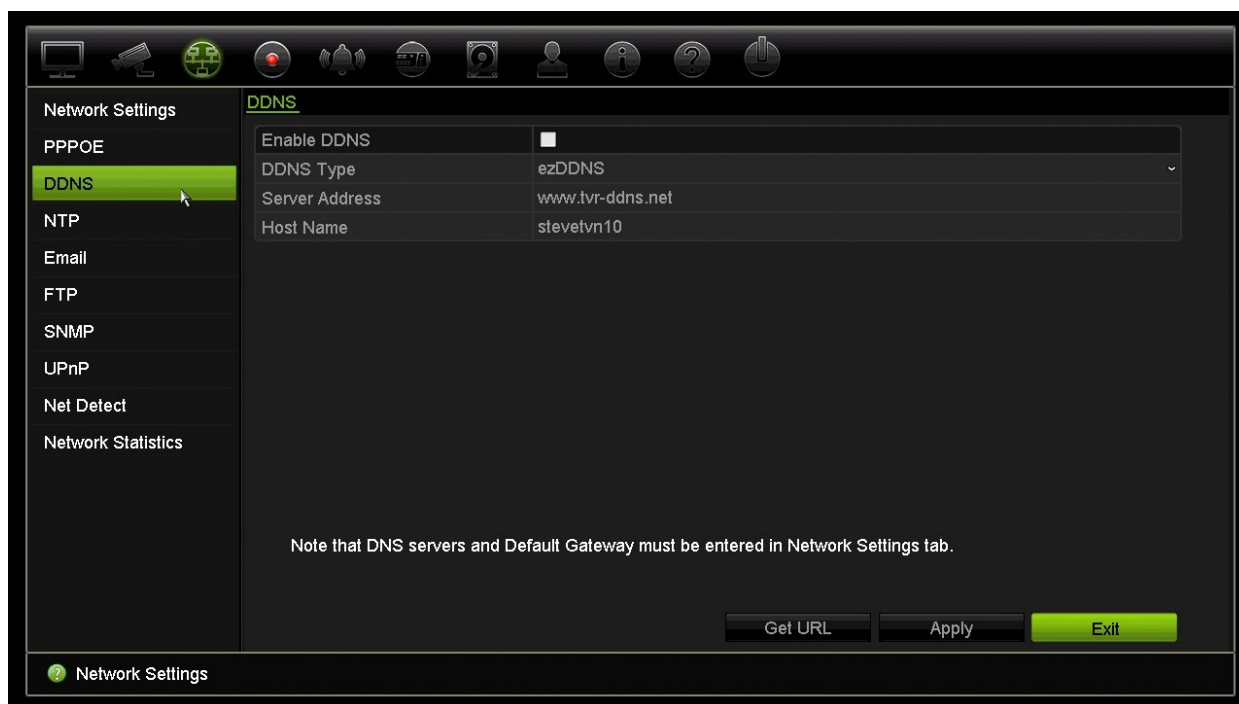 Network Settings
PPPOE
DDNS
NTP
Email
FTP
SNMP
UPnP
Net Detect
Network Statistics
DDNS
Enable DDNS
DDNS Type ezDDNS
Server Address www.tvr-ddns.net
Host Name stevetvn10
Note that DNS servers and Default Gateway must be entered in Network Settings tab.
Get URL Apply Exit
Network Settings